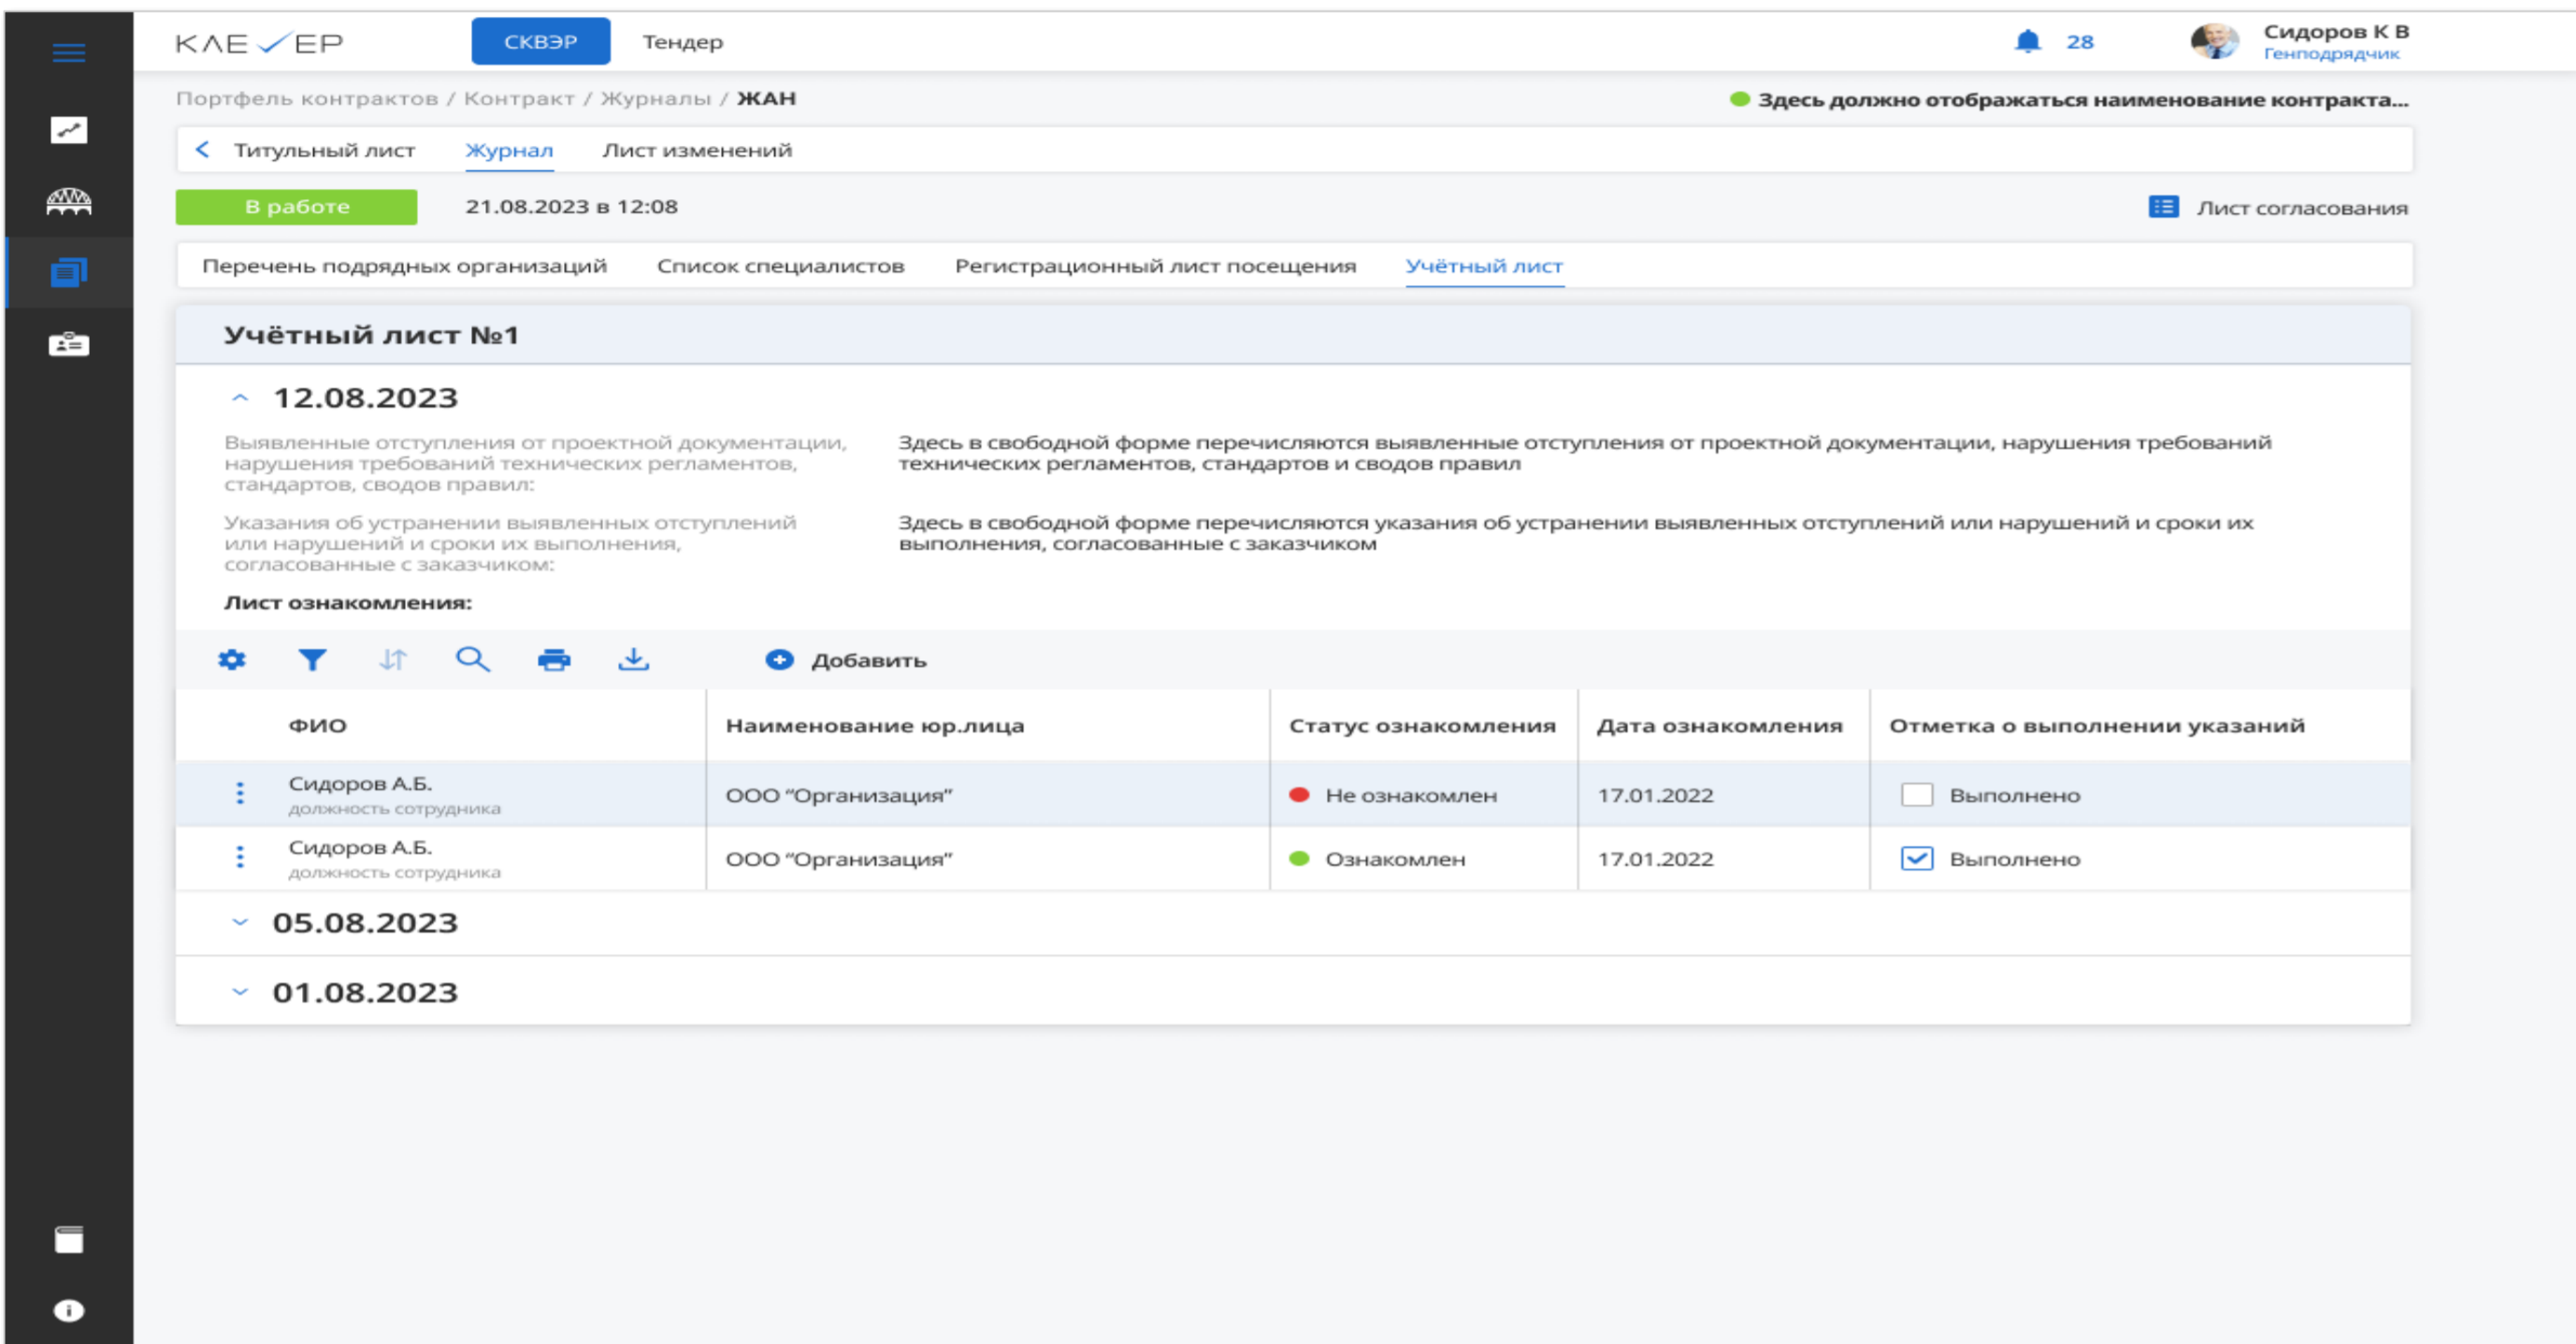 КЛЕVЕР
СКВЭР
Тендер
28
Сидоров К В
Генподрядчик
Портфель контрактов / Контракт / Журналы / ЖАН
Здесь должно отображаться наименование контракта...
Титульный лист
Журнал
Лист изменений
В работе
21.08.2023 в 12:08
Лист согласования
Перечень подрядных организаций
Список специалистов
Регистрационный лист посещения
Учётный лист
Учётный лист №1
12.08.2023
Выявленные отступления от проектной документации,
нарушения требований технических регламентов,
стандартов, сводов правил:
Здесь в свободной форме перечисляются выявленные отступления от проектной документации, нарушения требований
технических регламентов, стандартов и сводов правил
Указания об устранении выявленных отступлений
или нарушений и сроки их выполнения,
согласованные с заказчиком:
Здесь в свободной форме перечисляются указания об устранении выявленных отступлений или нарушений и сроки их
выполнения, согласованные с заказчиком
Лист ознакомления:
Добавить
ФИО
Наименование юр.лица
Статус ознакомления
Дата ознакомления
Отметка о выполнении указаний
Сидоров А.Б.
должность сотрудника
ООО “Организация”
Не ознакомлен
17.01.2022
Выполнено
Сидоров А.Б.
должность сотрудника
ООО “Организация”
Ознакомлен
17.01.2022
Выполнено
05.08.2023
01.08.2023